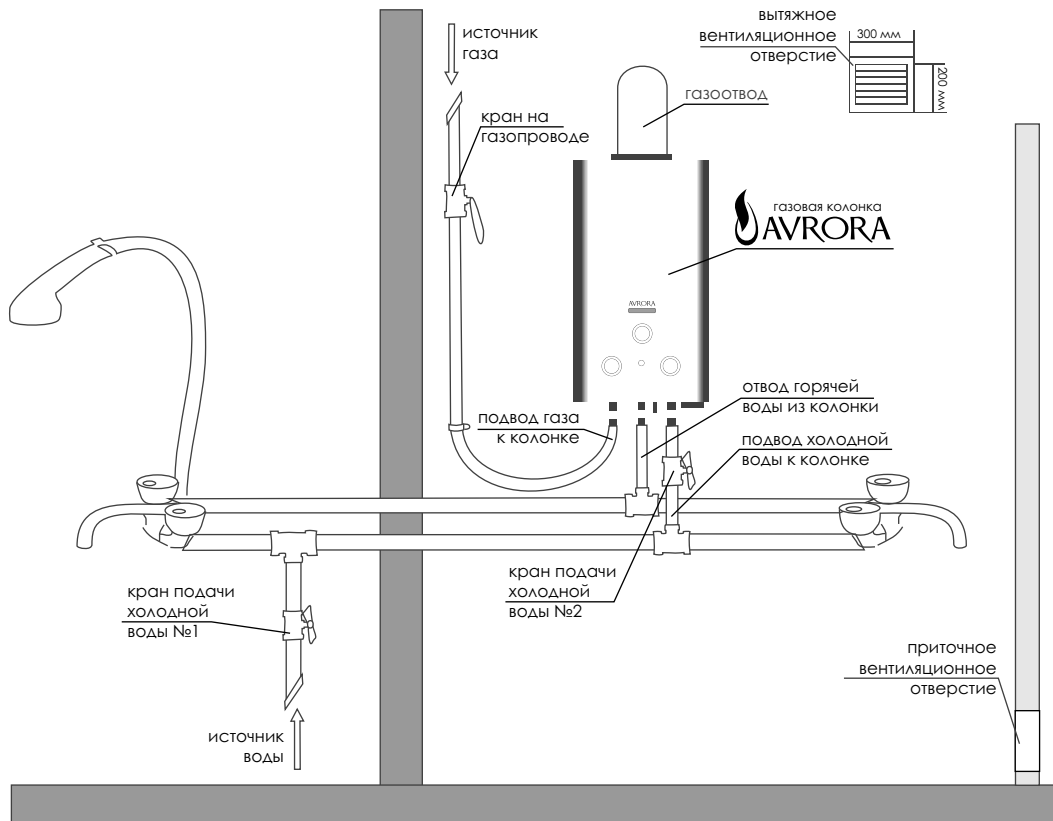 источник
газа
кран на
газопроводе
газоотвод
вытяжное
вентиляционное
отверстие
300 мм
200 мм
газовая колонка
AVRORA
AVRORA
подвод газа
к колонке
отвод горячей
воды из колонки
подвод холодной
воды к колонке
кран подачи
холодной
воды №1
кран подачи
холодной
воды №2
источник
воды
приточное
вентиляционное
отверстие